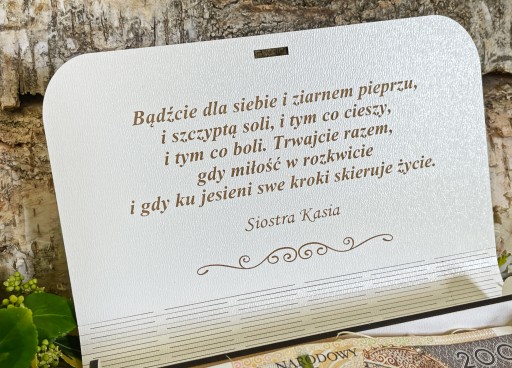 Bądźcie dla siebie i ziarnem pieprzu,
i szczyptą soli, i tym co cieszy,
i tym co boli. Trwajcie razem,
gdy miłość w rozkwicie
i gdy ku jesieni swe kroki skieruje życie.
Siostra Kasia
NARODOWY
200